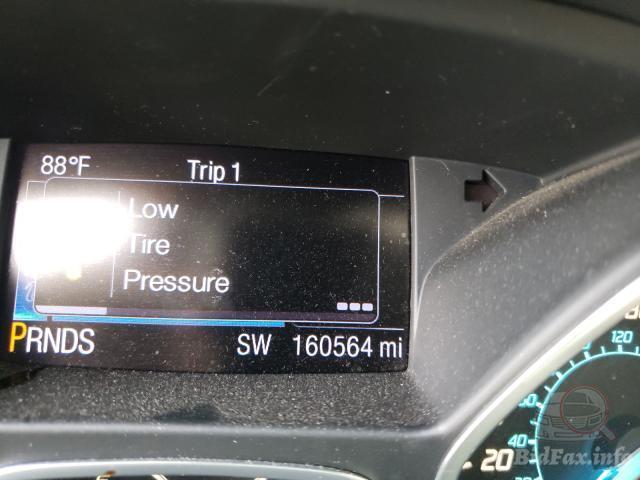 88°F Trip 1
Low
Tire
Pressure
PRNDS SW 160564 mi
120
40
20
BidFax.info